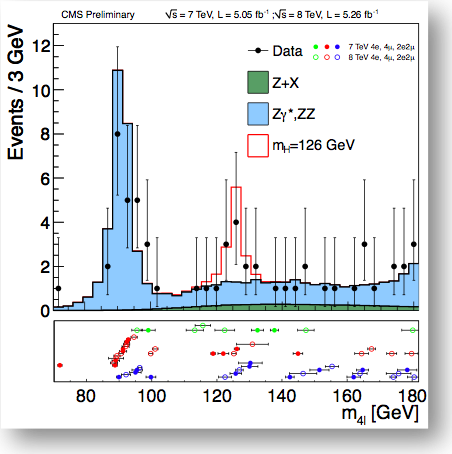 CMS Preliminary √s = 7 TeV, L = 5.05 fb⁻¹ ;√s = 8 TeV, L = 5.26 fb⁻¹
Events / 3 GeV
12
10
8
6
4
2
0
Data
7 TeV 4e, 4μ, 2e2μ
8 TeV 4e, 4μ, 2e2μ
Z+X
Zγ*,ZZ
m_H=126 GeV
80 100 120 140 160 180
m_4l [GeV]